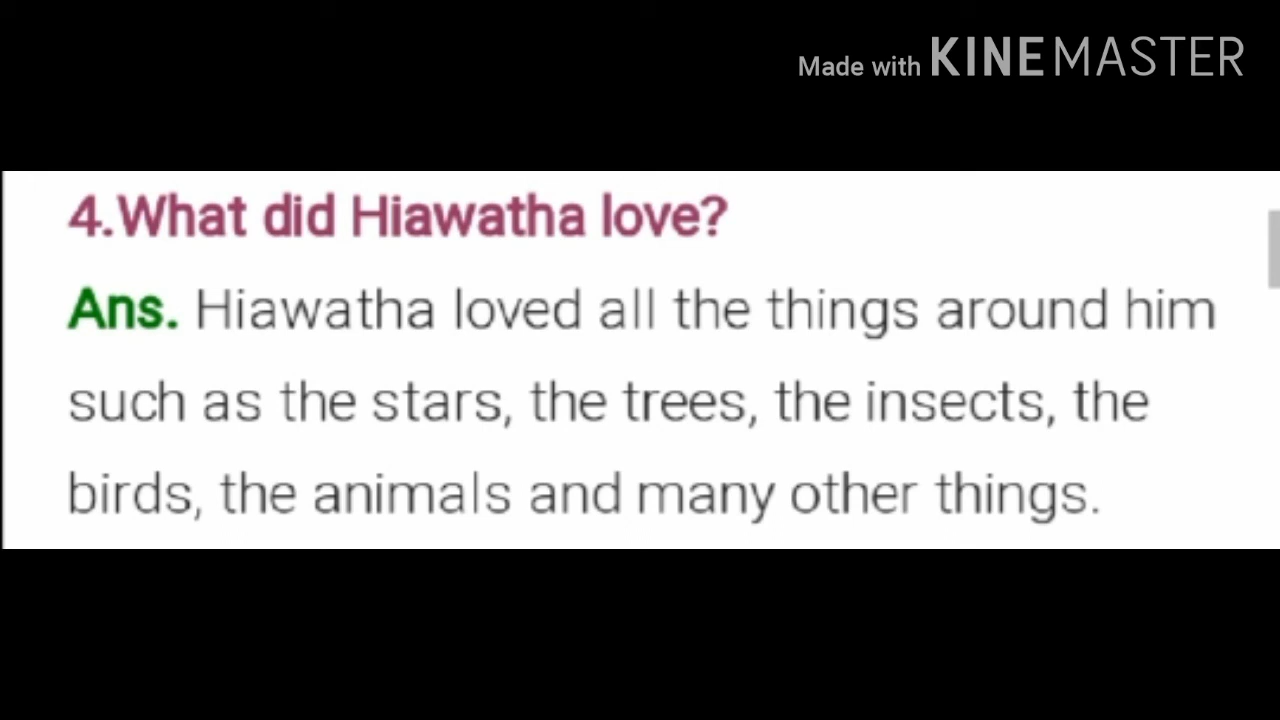 Made with KINEMASTER
4.What did Hiawatha love?
Ans. Hiawatha loved all the things around him
such as the stars, the trees, the insects, the
birds, the animals and many other things.